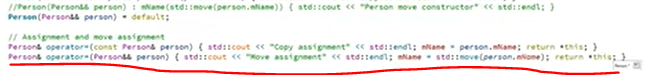 //Person(Person&& person) : mName(std::move(person.mName)) { std::cout << "Person move constructor" << std::endl; }
Person(Person&& person) = default;
// Assignment and move assignment
Person& operator=(const Person& person) { std::cout << "Copy assignment" << std::endl; mName = person.mName; return *this; }
Person& operator=(Person&& person) { std::cout << "Move assignment" << std::endl; mName = std::move(person.mName); return *this; }